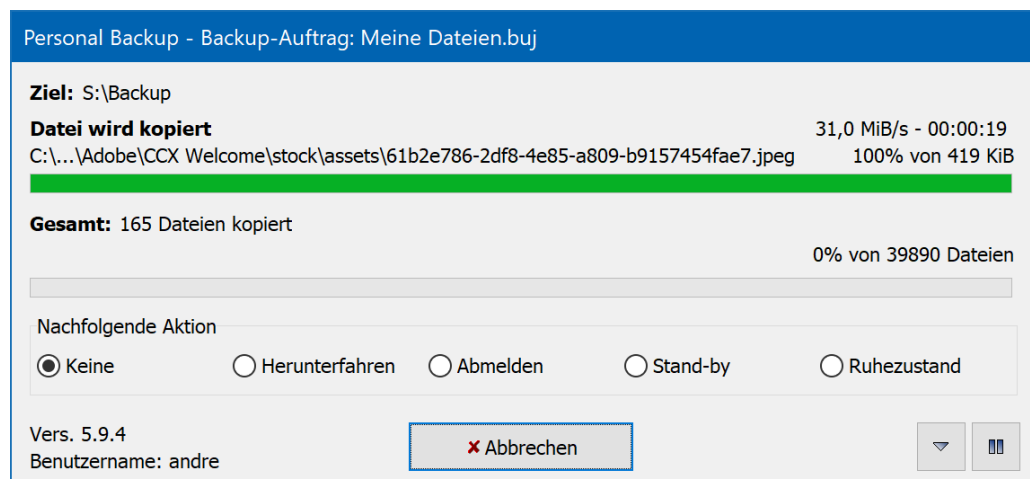 Personal Backup - Backup-Auftrag: Meine Dateien.buj
Ziel: S:\Backup
Datei wird kopiert 31,0 MiB/s - 00:00:19
C:\...\Adobe\CCX Welcome\stock\assets\61b2e786-2df8-4e85-a809-b9157454fae7.jpeg 100% von 419 KiB
Gesamt: 165 Dateien kopiert
0% von 39890 Dateien
Nachfolgende Aktion
Keine Herunterfahren Abmelden Stand-by Ruhezustand
Vers. 5.9.4
Abbrechen
Benutzername: andre